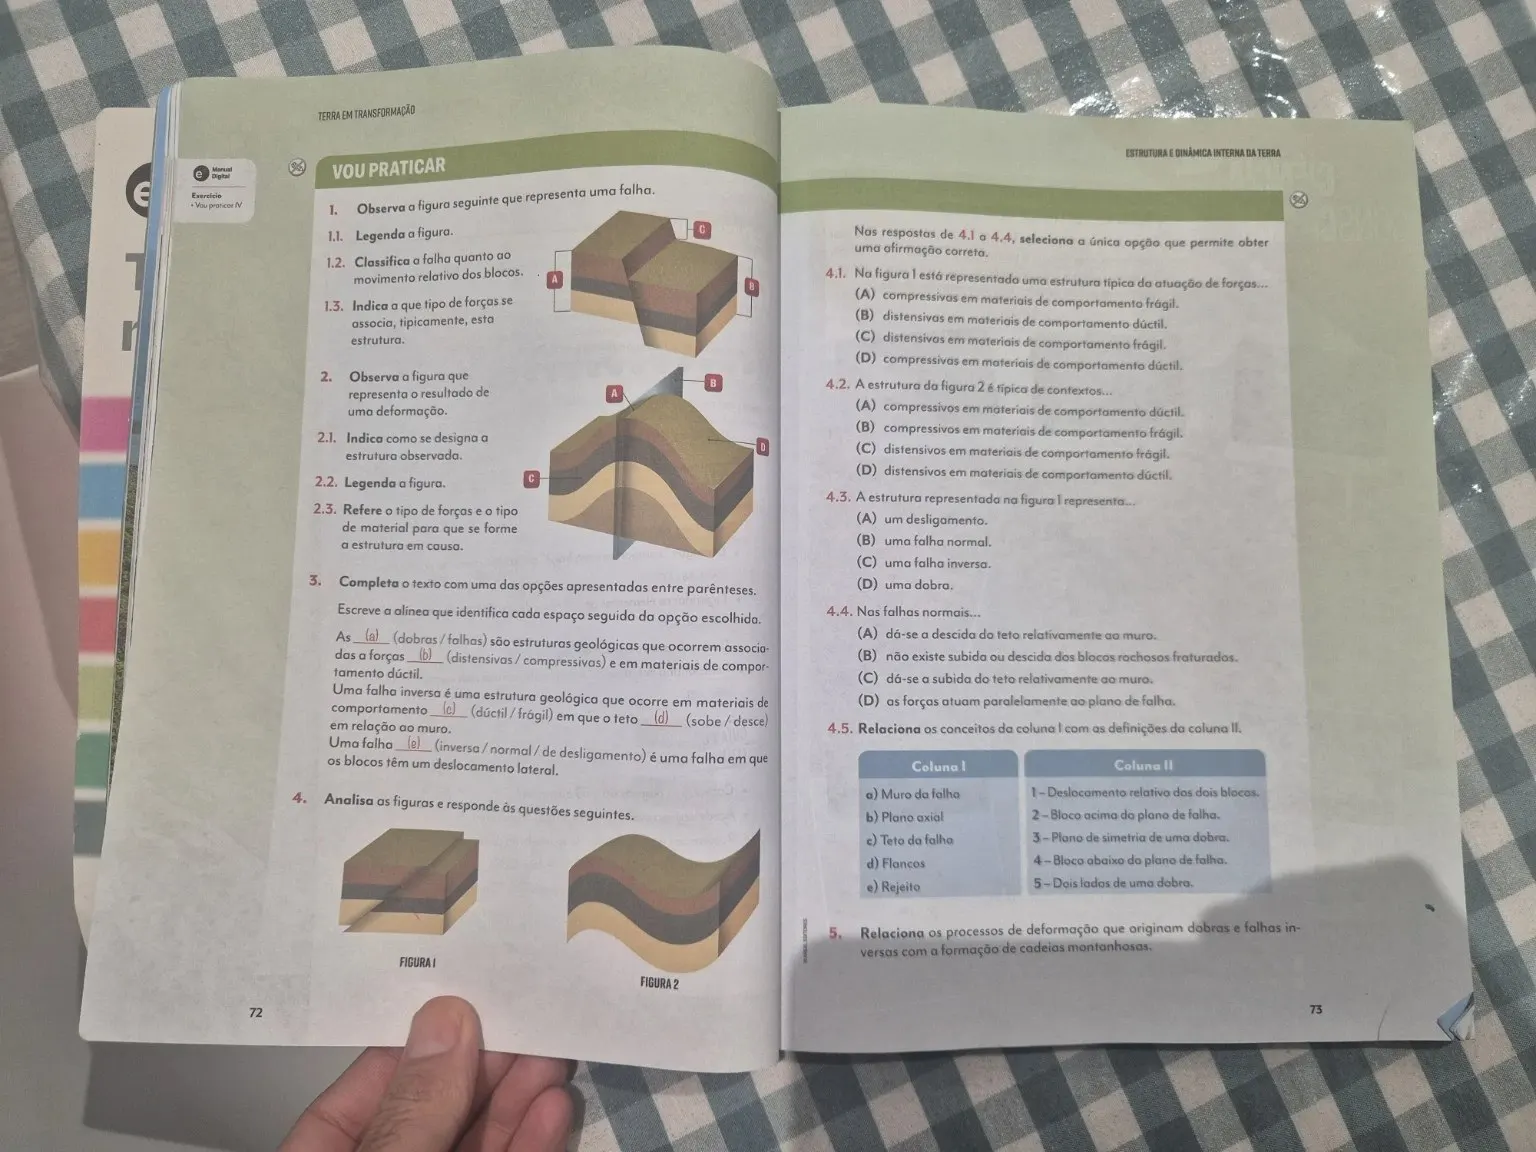 TERRA EM TRANSFORMAÇÃO
e Manual
Digital
Exercício
• Vou praticar IV
VOU PRATICAR
1. Observa a figura seguinte que representa uma falha.
1.1. Legenda a figura.
1.2. Classifica a falha quanto ao
movimento relativo dos blocos.
1.3. Indica a que tipo de forças se
associa, tipicamente, esta
estrutura.
C
A
B
2. Observa a figura que
representa o resultado de
uma deformação.
2.1. Indica como se designa a
estrutura observada.
2.2. Legenda a figura.
2.3. Refere o tipo de forças e o tipo
de material para que se forme
a estrutura em causa.
B
A
D
C
3. Completa o texto com uma das opções apresentadas entre parênteses.
Escreve a alínea que identifica cada espaço seguida da opção escolhida.
As (a) (dobras / falhas) são estruturas geológicas que ocorrem associa-
das a forças (b) (distensivas / compressivas) e em materiais de compor-
tamento dúctil.
Uma falha inversa é uma estrutura geológica que ocorre em materiais de
comportamento (c) (dúctil / frágil) em que o teto (d) (sobe / desce)
em relação ao muro.
Uma falha (e) (inversa / normal / de desligamento) é uma falha em que
os blocos têm um deslocamento lateral.
4. Analisa as figuras e responde às questões seguintes.
FIGURA 1
FIGURA 2
72
ESTRUTURA E DINÂMICA INTERNA DA TERRA
Nas respostas de 4.1 a 4.4, seleciona a única opção que permite obter
uma afirmação correta.
4.1. Na figura 1 está representada uma estrutura típica da atuação de forças...
(A) compressivas em materiais de comportamento frágil.
(B) distensivas em materiais de comportamento dúctil.
(C) distensivas em materiais de comportamento frágil.
(D) compressivas em materiais de comportamento dúctil.
4.2. A estrutura da figura 2 é típica de contextos...
(A) compressivos em materiais de comportamento dúctil.
(B) compressivos em materiais de comportamento frágil.
(C) distensivos em materiais de comportamento frágil.
(D) distensivos em materiais de comportamento dúctil.
4.3. A estrutura representada na figura 1 representa...
(A) um desligamento.
(B) uma falha normal.
(C) uma falha inversa.
(D) uma dobra.
4.4. Nas falhas normais...
(A) dá-se a descida do teto relativamente ao muro.
(B) não existe subida ou descida dos blocos rochosos fraturados.
(C) dá-se a subida do teto relativamente ao muro.
(D) as forças atuam paralelamente ao plano de falha.
4.5. Relaciona os conceitos da coluna I com as definições da coluna II.
Coluna I
a) Muro da falha
b) Plano axial
c) Teto da falha
d) Flancos
e) Rejeito
Coluna II
1 – Deslocamento relativo dos dois blocos.
2 – Bloco acima do plano de falha.
3 – Plano de simetria de uma dobra.
4 – Bloco abaixo do plano de falha.
5 – Dois lados de uma dobra.
5. Relaciona os processos de deformação que originam dobras e falhas in-
versas com a formação de cadeias montanhosas.
73